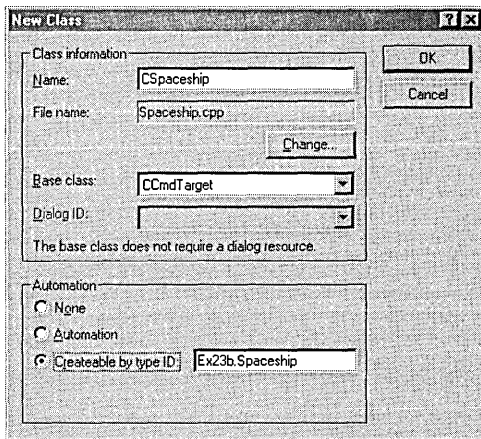 New Class
Class information
Name: CSpaceship
File name: Spaceship.cpp
Change...
Base class: CCmdTarget
Dialog ID:
The base class does not require a dialog resource.
OK
Cancel
Automation
None
Automation
Createable by type ID: Ex23b.Spaceship